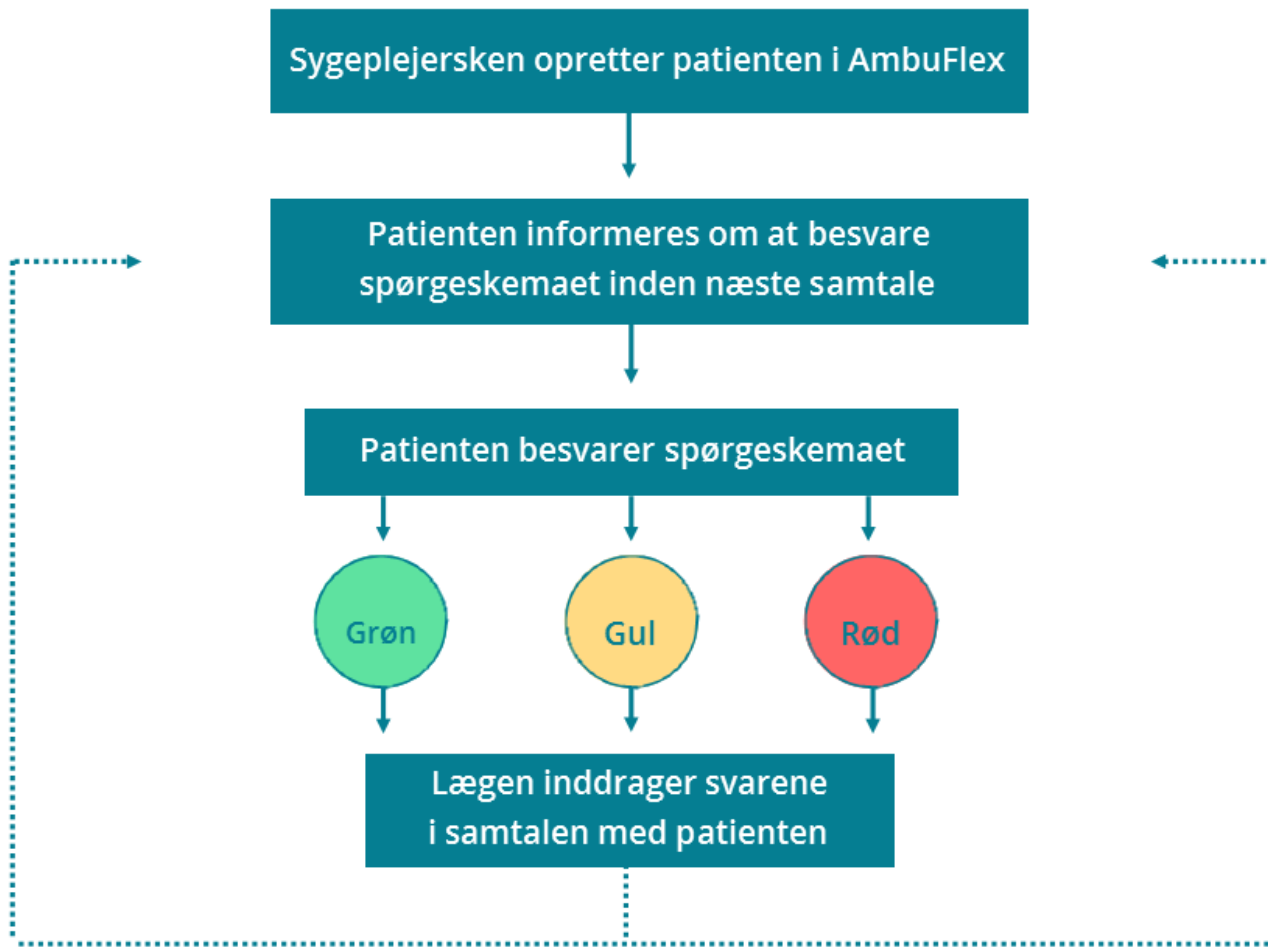 Sygeplejersken opretter patienten i AmbuFlex
Patienten informeres om at besvare
spørgeskemaet inden næste samtale
Patienten besvarer spørgeskemaet
Grøn
Gul
Rød
Lægen inddrager svarene
i samtalen med patienten